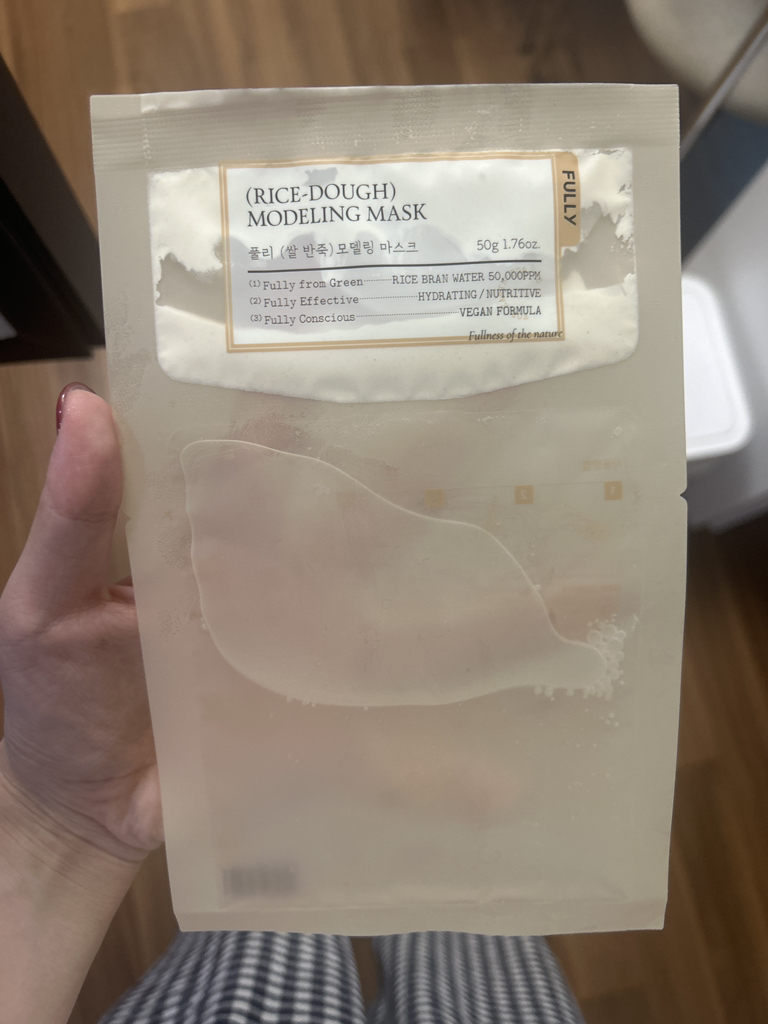 (RICE-DOUGH)
MODELING MASK
FULLY
풀리 (쌀 반죽) 모델링 마스크 50g 1.76oz.
(1) Fully from Green RICE BRAN WATER 50,000PPM
(2) Fully Effective HYDRATING / NUTRITIVE
(3) Fully Conscious VEGAN FORMULA
Fullness of the nature